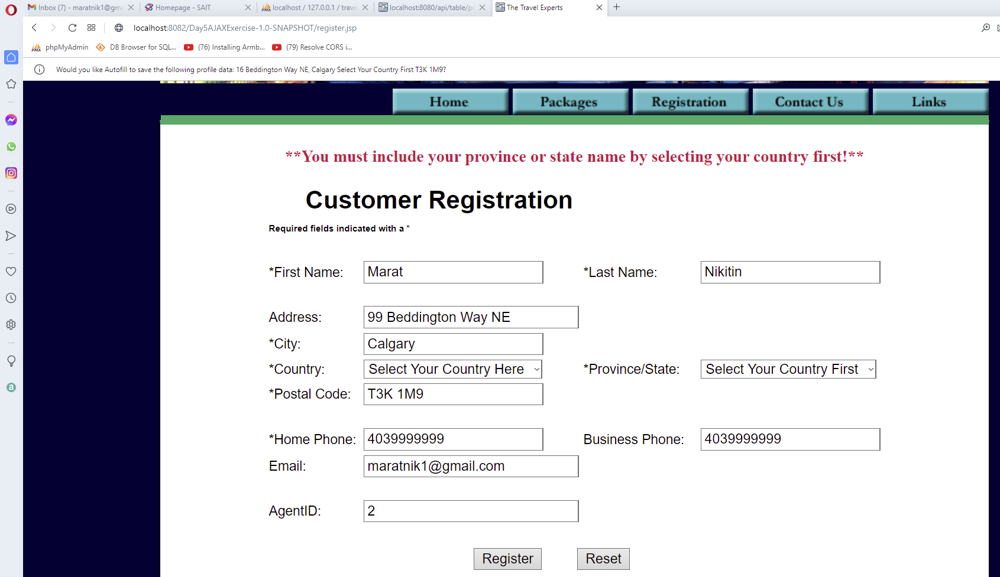 Inbox (7) - maratnik1@gma
Homepage - SAIT
localhost / 127.0.0.1 / trave
localhost:8080/api/table/pr
The Travel Experts
localhost:8082/Day5AJAXExercise-1.0-SNAPSHOT/register.jsp
phpMyAdmin
DB Browser for SQL...
(76) Installing Armb...
(79) Resolve CORS i...
Would you like Autofill to save the following profile data: 16 Beddington Way NE, Calgary Select Your Country First T3K 1M9?
Home
Packages
Registration
Contact Us
Links
**You must include your province or state name by selecting your country first!**
Customer Registration
Required fields indicated with a *
*First Name: Marat *Last Name: Nikitin
Address: 99 Beddington Way NE
*City: Calgary
*Country: Select Your Country Here *Province/State: Select Your Country First
*Postal Code: T3K 1M9
*Home Phone: 4039999999 Business Phone: 4039999999
Email: maratnik1@gmail.com
AgentID: 2
Register Reset